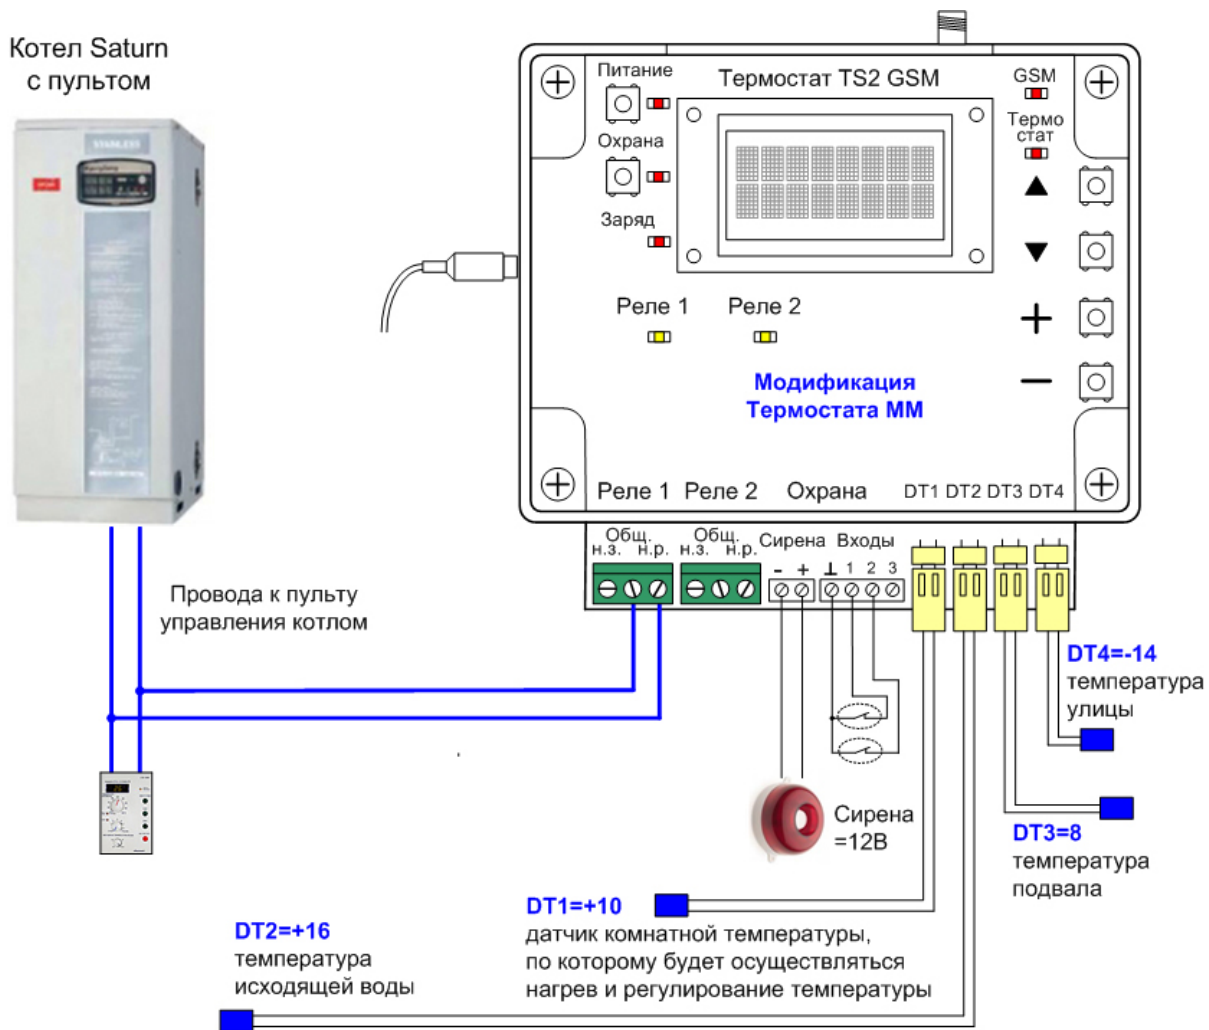 Котел Saturn
с пультом
STAINLESS
Питание
Термостат TS2 GSM
GSM
Охрана
Термо
стат
Заряд
Реле 1
Реле 2
Модификация
Термостата ММ
Реле 1 Реле 2 Охрана DT1 DT2 DT3 DT4
Общ. Общ. Сирена Входы
н.з. н.р. н.з. н.р.
- + ⊥ 1 2 3
Провода к пульту
управления котлом
DT4=-14
температура
улицы
Сирена
=12В
DT3=8
температура
подвала
DT1=+10
датчик комнатной температуры,
по которому будет осуществляться
нагрев и регулирование температуры
DT2=+16
температура
исходящей воды